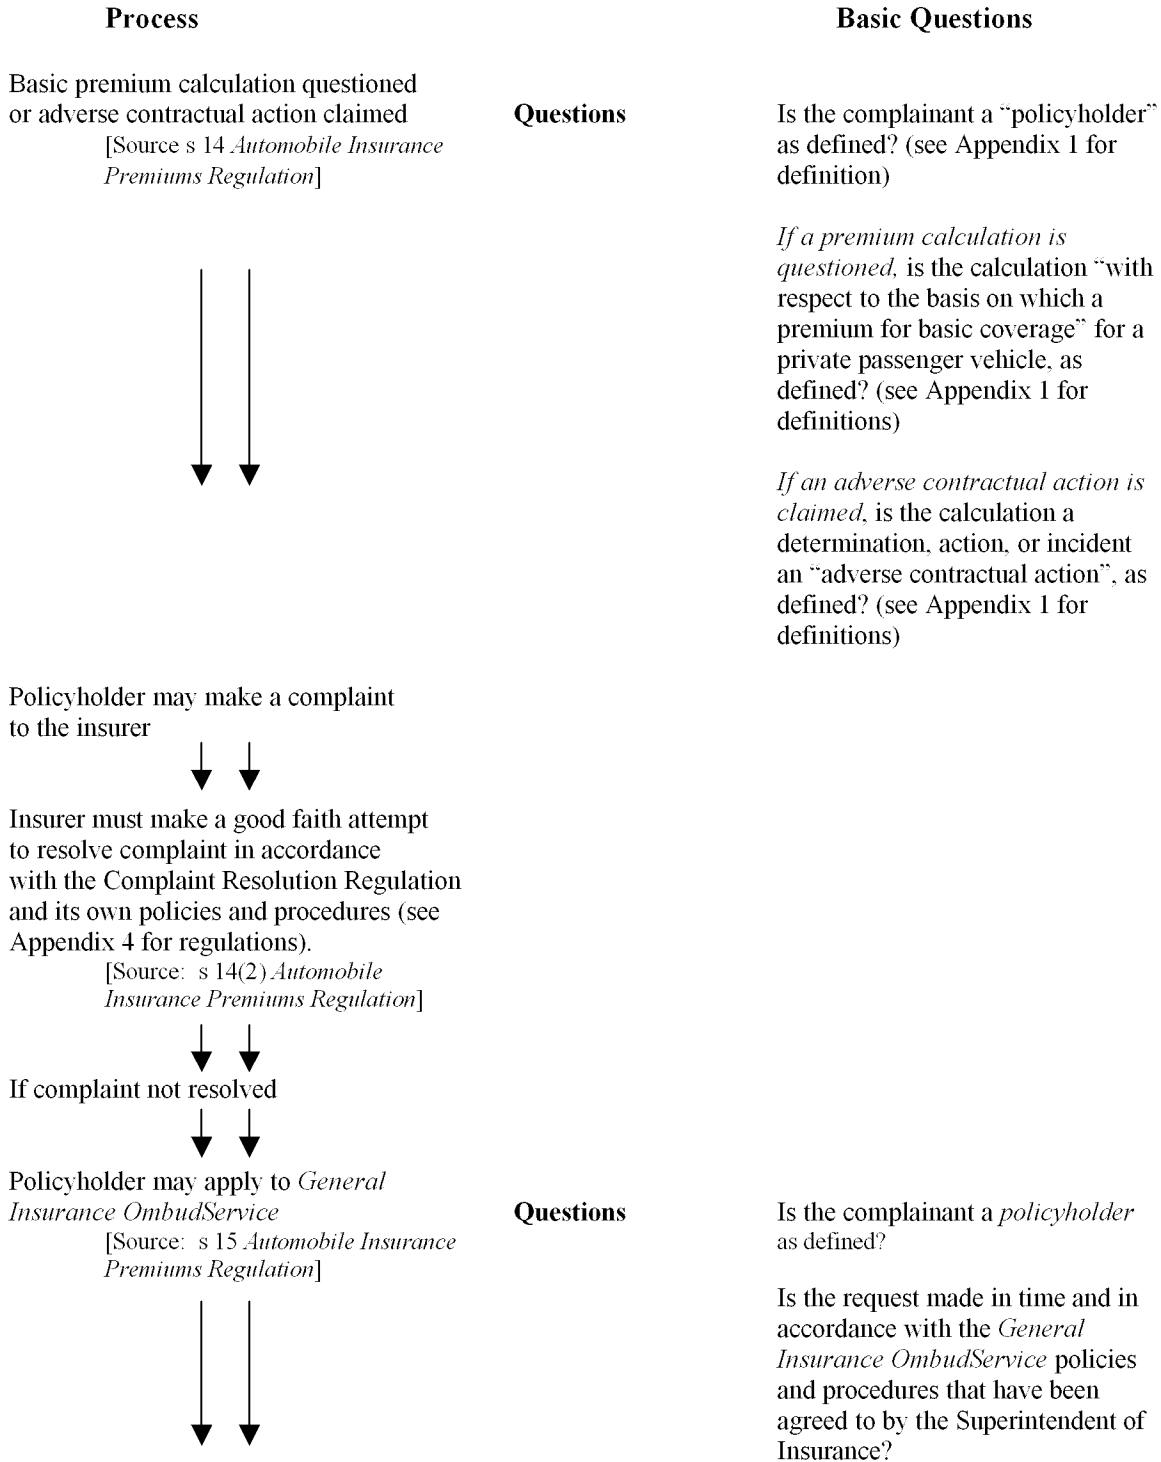 Process
Basic Questions
Basic premium calculation questioned
or adverse contractual action claimed
[Source s 14 Automobile Insurance
Premiums Regulation]
Questions
Is the complainant a “policyholder”
as defined? (see Appendix 1 for
definition)
If a premium calculation is
questioned, is the calculation “with
respect to the basis on which a
premium for basic coverage” for a
private passenger vehicle, as
defined? (see Appendix 1 for
definitions)
If an adverse contractual action is
claimed, is the calculation a
determination, action, or incident
an “adverse contractual action”, as
defined? (see Appendix 1 for
definitions)
Policyholder may make a complaint
to the insurer
Insurer must make a good faith attempt
to resolve complaint in accordance
with the Complaint Resolution Regulation
and its own policies and procedures (see
Appendix 4 for regulations).
[Source: s 14(2) Automobile
Insurance Premiums Regulation]
If complaint not resolved
Policyholder may apply to General
Insurance OmbudService
[Source: s 15 Automobile Insurance
Premiums Regulation]
Questions
Is the complainant a policyholder
as defined?
Is the request made in time and in
accordance with the General
Insurance OmbudService policies
and procedures that have been
agreed to by the Superintendent of
Insurance?